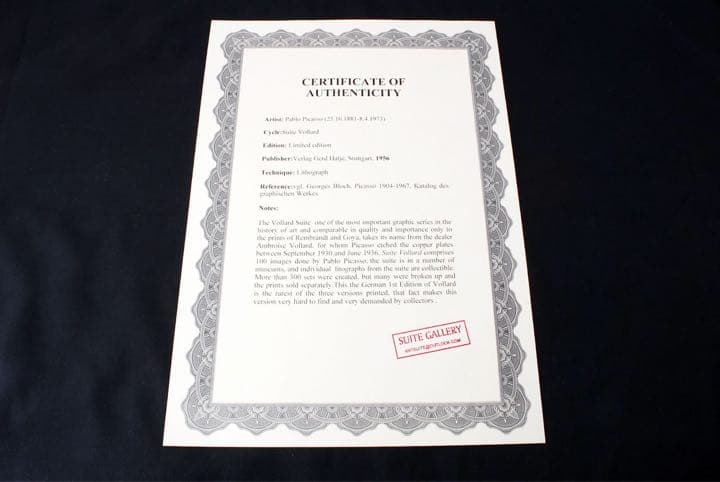 CERTIFICATE OF
AUTHENTICITY
Artist: Pablo Picasso (25.10.1881-8.4.1973)
Cycle:Suite Vollard
Edition: Limited edition
Publisher:Verlag Gerd Hatje, Stuttgart, 1956
Technique: Lithograph
Reference:vgl. Georges Bloch, Picasso 1904-1967, Katalog des
graphischen Werkes
Notes:
The Vollard Suite one of the most important graphic series in the
history of art and comparable in quality and importance only to
the prints of Rembrandt and Goya, takes its name from the dealer
Ambroise Vollard, for whom Picasso etched the copper plates
between September 1930 and June 1936, Suite Vollard comprises
100 images done by Pablo Picasso, the suite is in a number of
museums, and individual litographs from the suite are collectible.
More than 300 sets were created, but many were broken up and
the prints sold separately.This the German 1st Edition of Vollard
is the rarest of the three versions printed, that fact makes this
version very hard to find and very demanded by collectors .
SUITE GALLERY
ARTSUITE@OUTLOOK.COM